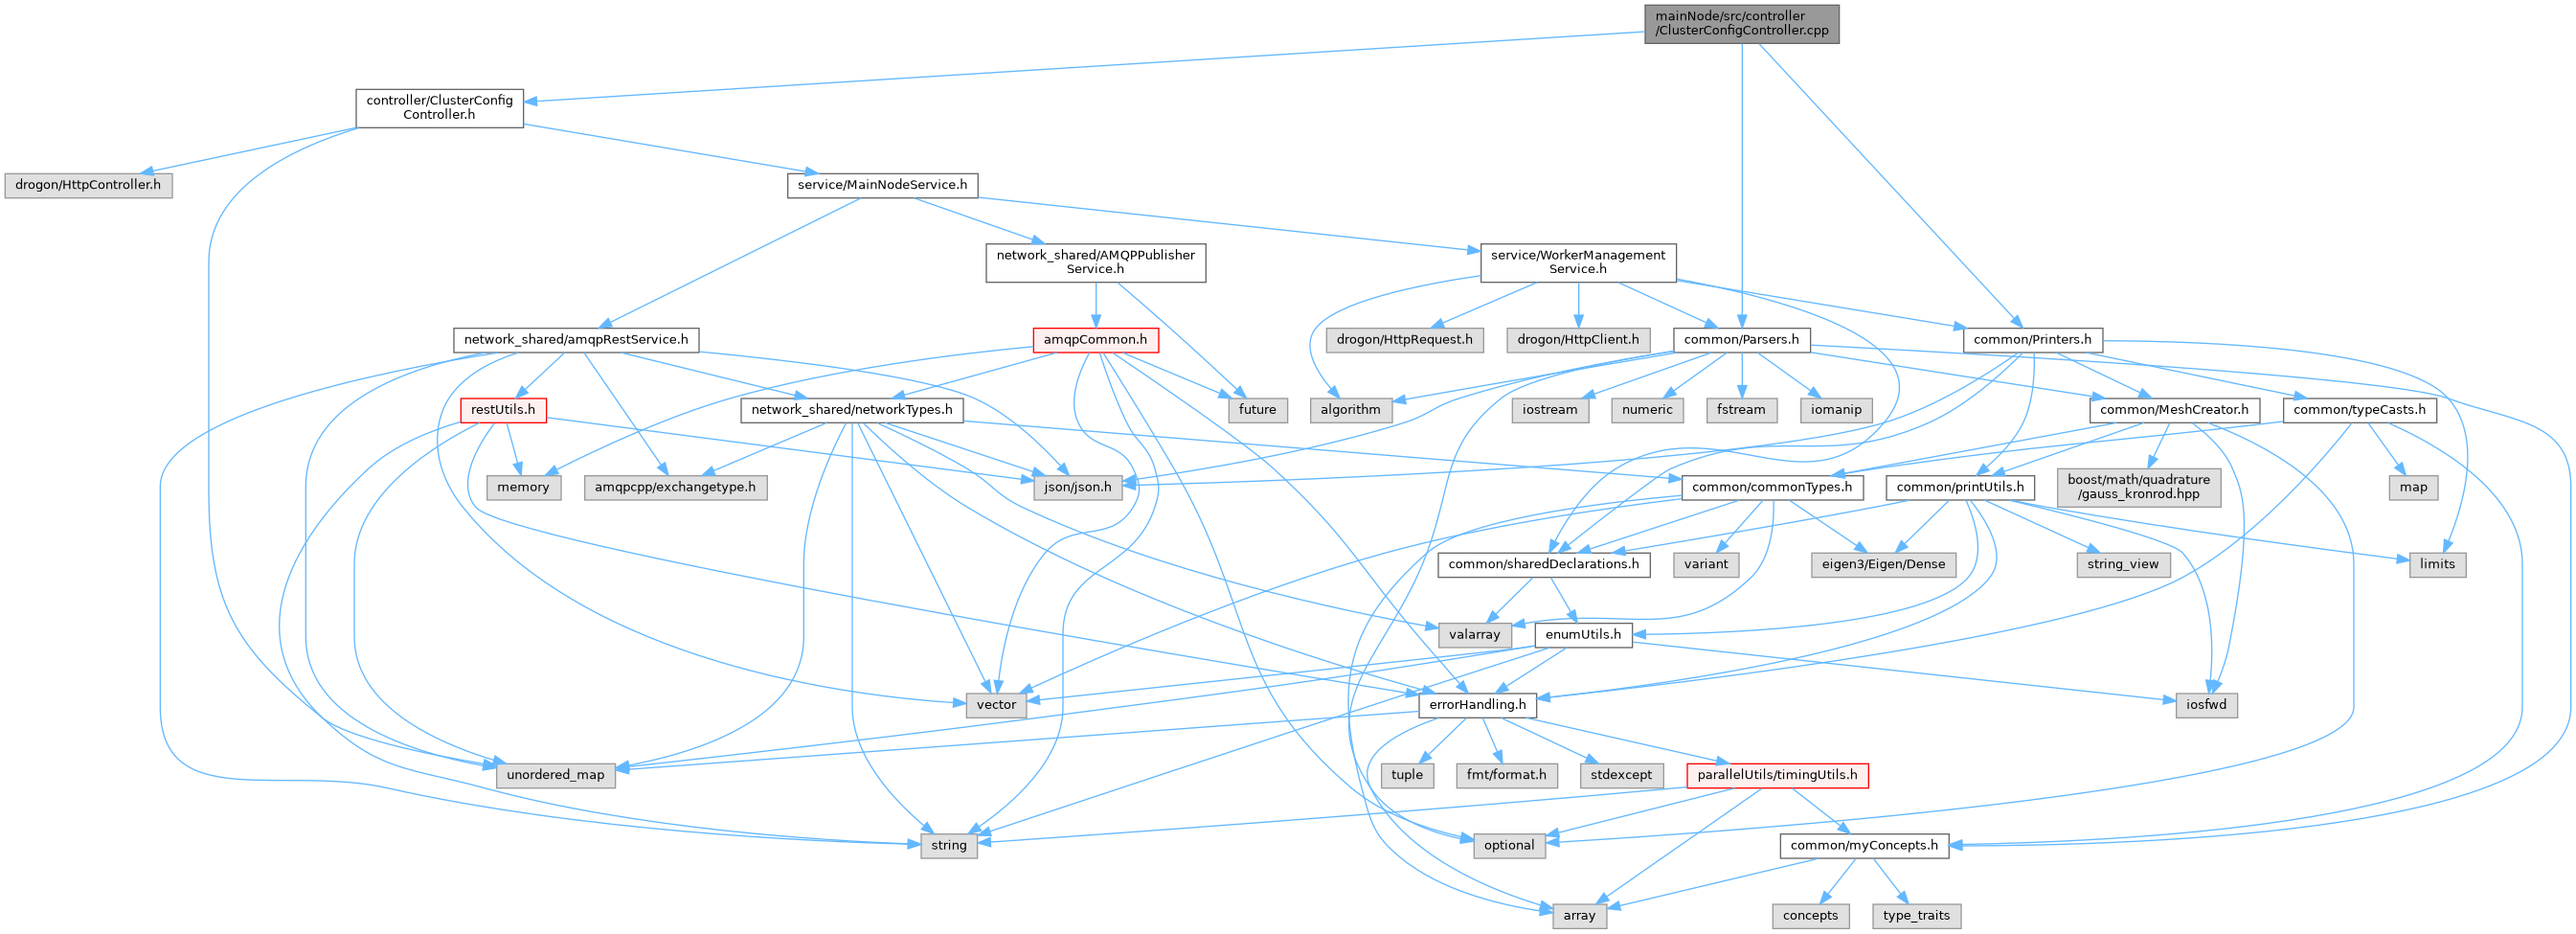 mainNode/src/controller
/ClusterConfigController.cpp
controller/ClusterConfig
Controller.h
drogon/HttpController.h
service/MainNodeService.h
network_shared/AMQPPublisher
Service.h
service/WorkerManagement
Service.h
network_shared/amqpRestService.h
amqpCommon.h
drogon/HttpRequest.h
drogon/HttpClient.h
common/Parsers.h
common/Printers.h
restUtils.h
network_shared/networkTypes.h
future
algorithm
iostream
numeric
fstream
iomanip
common/MeshCreator.h
common/typeCasts.h
memory
amqpcpp/exchangetype.h
json/json.h
common/commonTypes.h
common/printUtils.h
boost/math/quadrature
/gauss_kronrod.hpp
map
common/sharedDeclarations.h
variant
eigen3/Eigen/Dense
string_view
limits
valarray
enumUtils.h
vector
errorHandling.h
iosfwd
unordered_map
tuple
fmt/format.h
stdexcept
parallelUtils/timingUtils.h
string
optional
common/myConcepts.h
array
concepts
type_traits